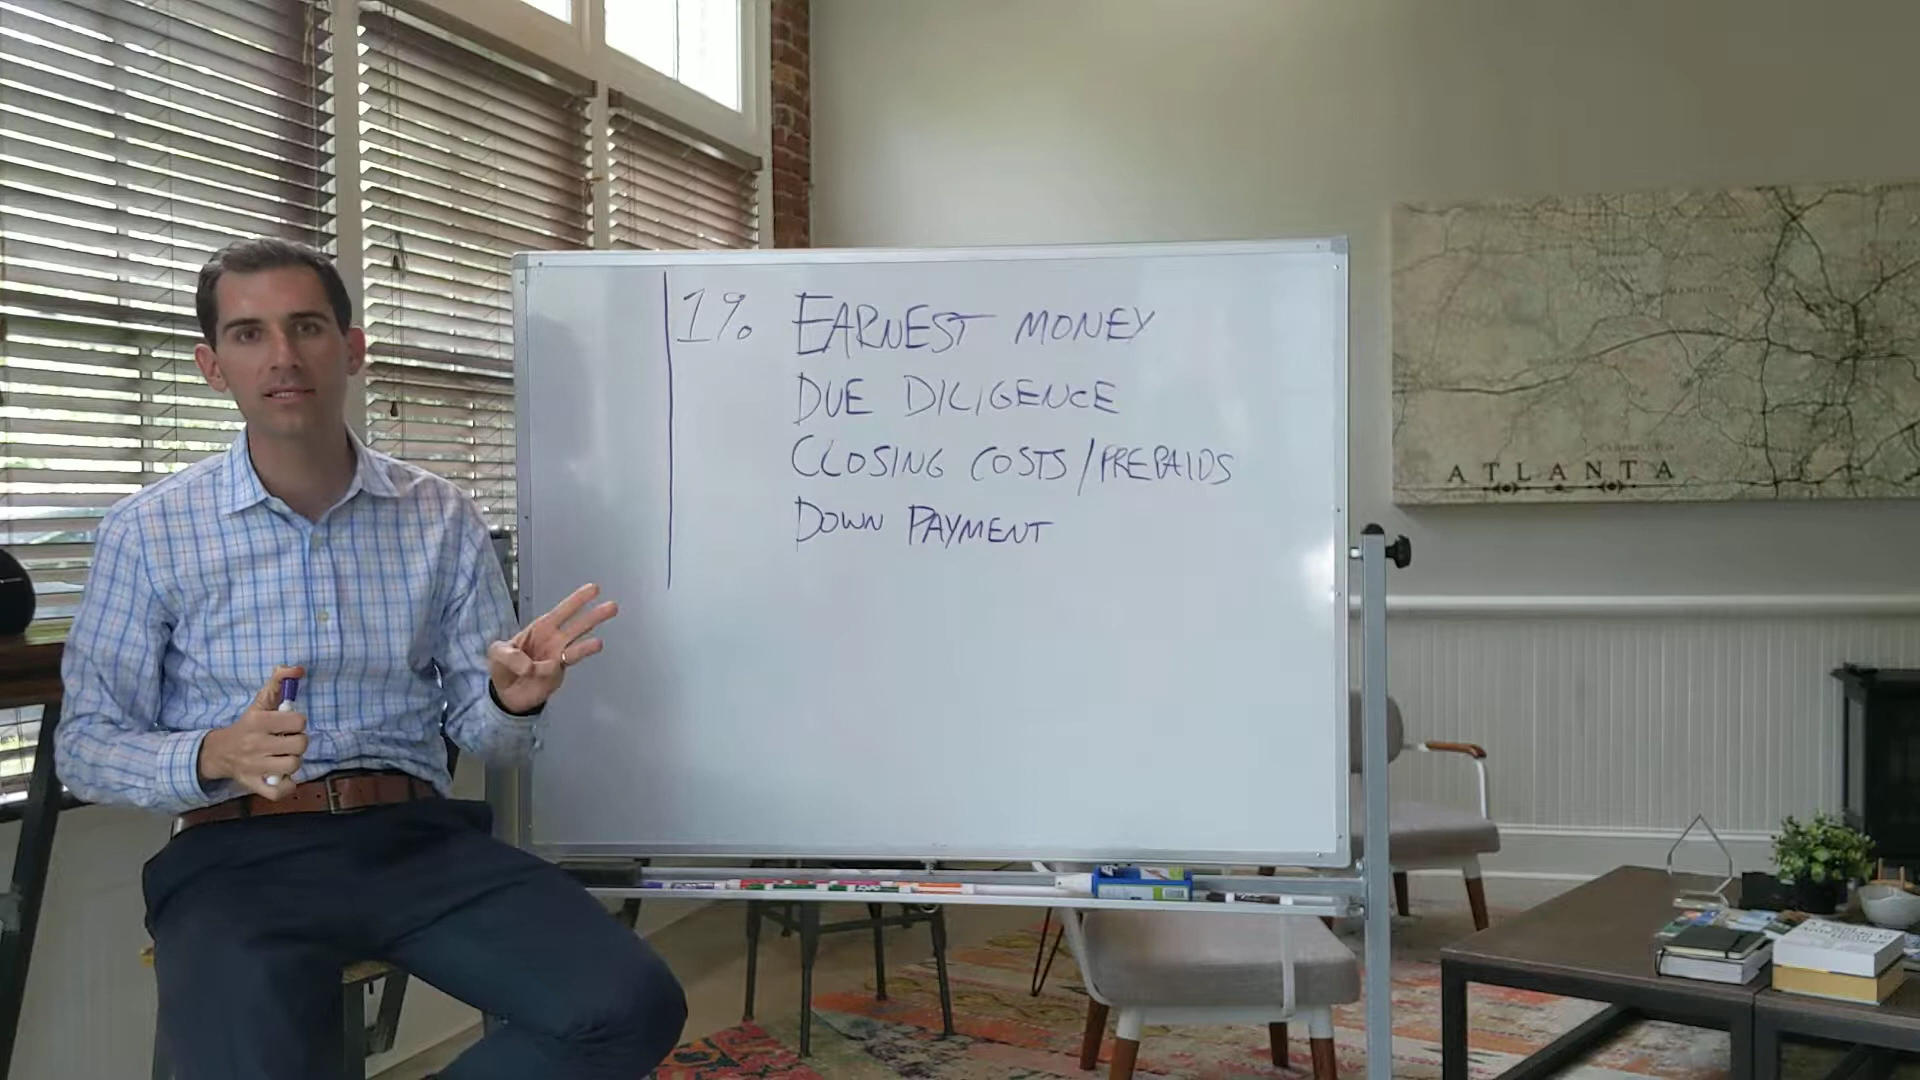 1% EARNEST MONEY
DUE DILIGENCE
CLOSING COSTS/PREPAIDS
DOWN PAYMENT
ATLANTA